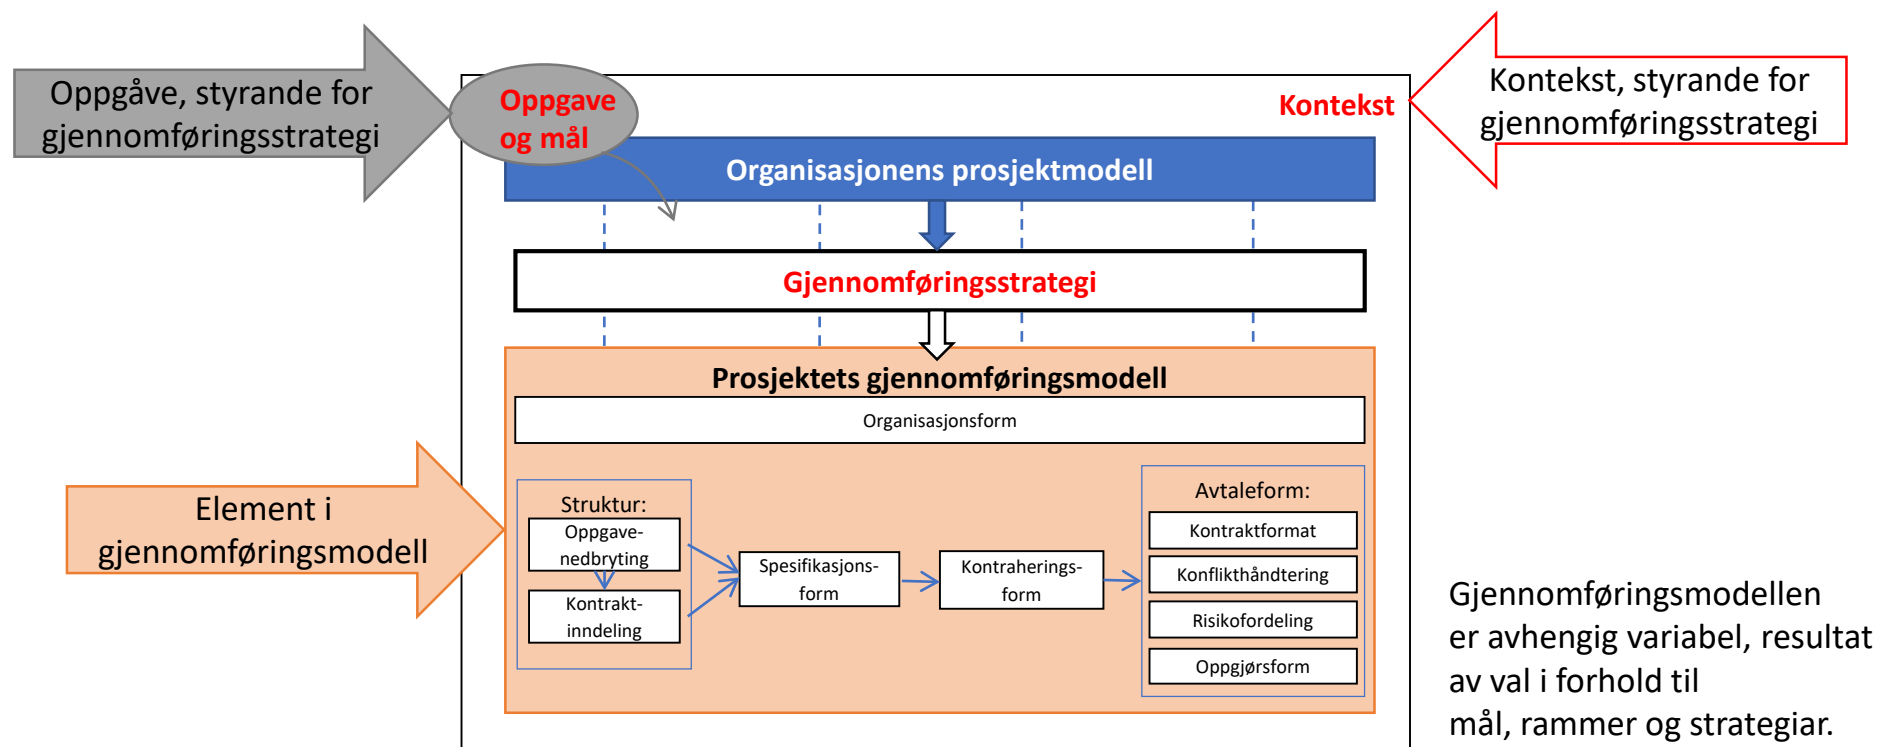 Oppgåve, styrande for
gjennomføringsstrategi
Oppgave
og mål
Kontekst
Kontekst, styrande for
gjennomføringsstrategi
Organisasjonens prosjektmodell
Gjennomføringsstrategi
Prosjektets gjennomføringsmodell
Organisasjonsform
Element i
gjennomføringsmodell
Struktur:
Oppgave-
nedbryting
Kontrakt-
inndeling
Spesifikasjons-
form
Kontraherings-
form
Avtaleform:
Kontraktformat
Konflikthåndtering
Risikofordeling
Oppgjørsform
Gjennomføringsmodellen
er avhengig variabel, resultat
av val i forhold til
mål, rammer og strategiar.